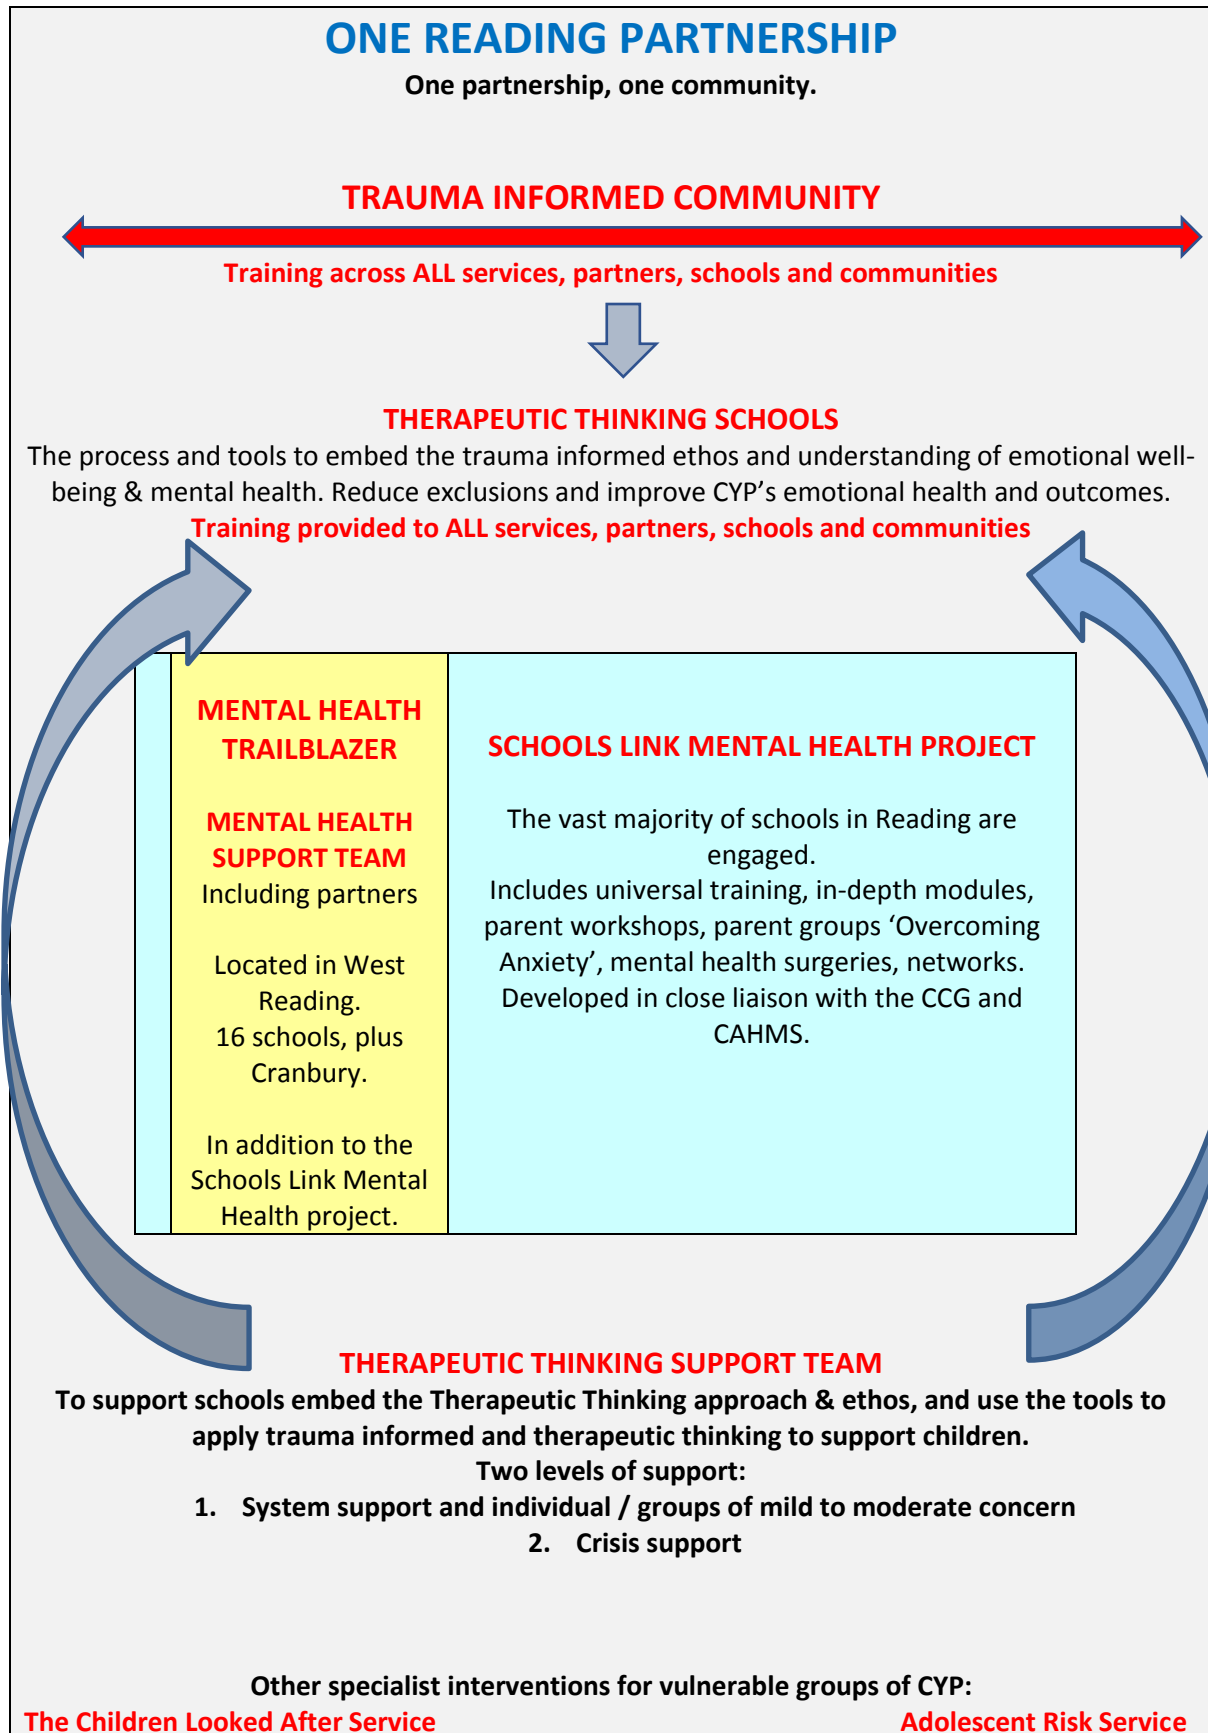 ONE READING PARTNERSHIP
One partnership, one community.
TRAUMA INFORMED COMMUNITY
Training across ALL services, partners, schools and communities
THERAPEUTIC THINKING SCHOOLS
The process and tools to embed the trauma informed ethos and understanding of emotional well-
being & mental health. Reduce exclusions and improve CYP’s emotional health and outcomes.
Training provided to ALL services, partners, schools and communities
MENTAL HEALTH
TRAILBLAZER
MENTAL HEALTH
SUPPORT TEAM
Including partners
Located in West
Reading.
16 schools, plus
Cranbury.
In addition to the
Schools Link Mental
Health project.
SCHOOLS LINK MENTAL HEALTH PROJECT
The vast majority of schools in Reading are
engaged.
Includes universal training, in-depth modules,
parent workshops, parent groups ‘Overcoming
Anxiety’, mental health surgeries, networks.
Developed in close liaison with the CCG and
CAHMS.
THERAPEUTIC THINKING SUPPORT TEAM
To support schools embed the Therapeutic Thinking approach & ethos, and use the tools to
apply trauma informed and therapeutic thinking to support children.
Two levels of support:
1. System support and individual / groups of mild to moderate concern
2. Crisis support
Other specialist interventions for vulnerable groups of CYP:
The Children Looked After Service Adolescent Risk Service